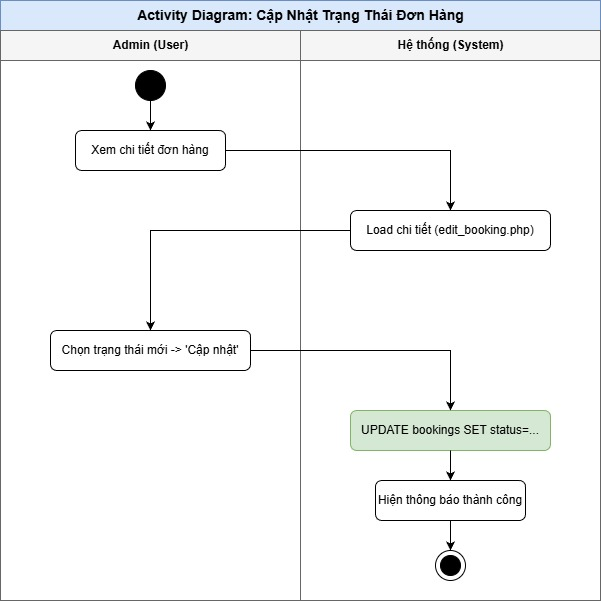 Activity Diagram: Cập Nhật Trạng Thái Đơn Hàng
Admin (User)
Hệ thống (System)
Xem chi tiết đơn hàng
Load chi tiết (edit_booking.php)
Chọn trạng thái mới -> 'Cập nhật'
UPDATE bookings SET status=...
Hiện thông báo thành công